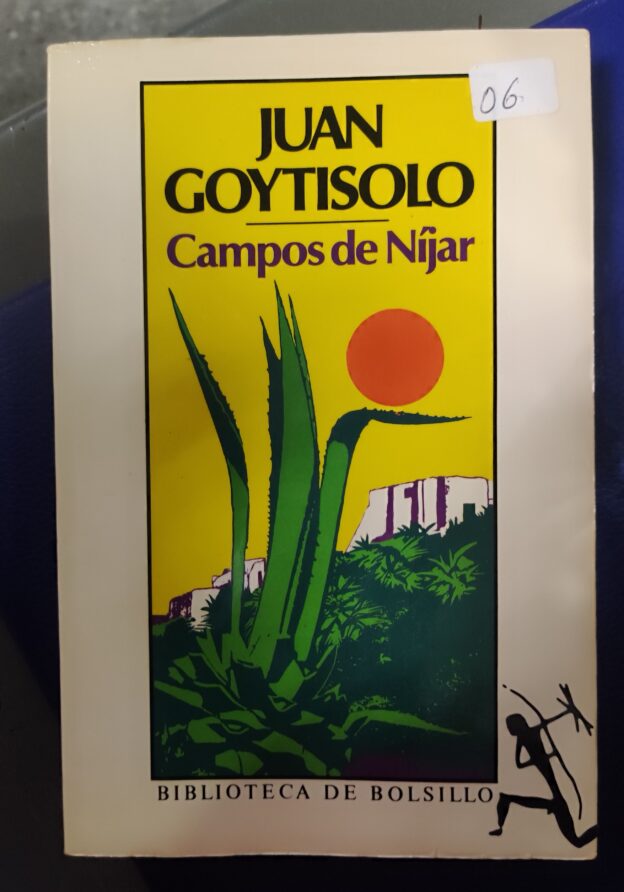 06.
JUAN
GOYTISOLO
Campos de Níjar
BIBLIOTECA DE BOLSILLO